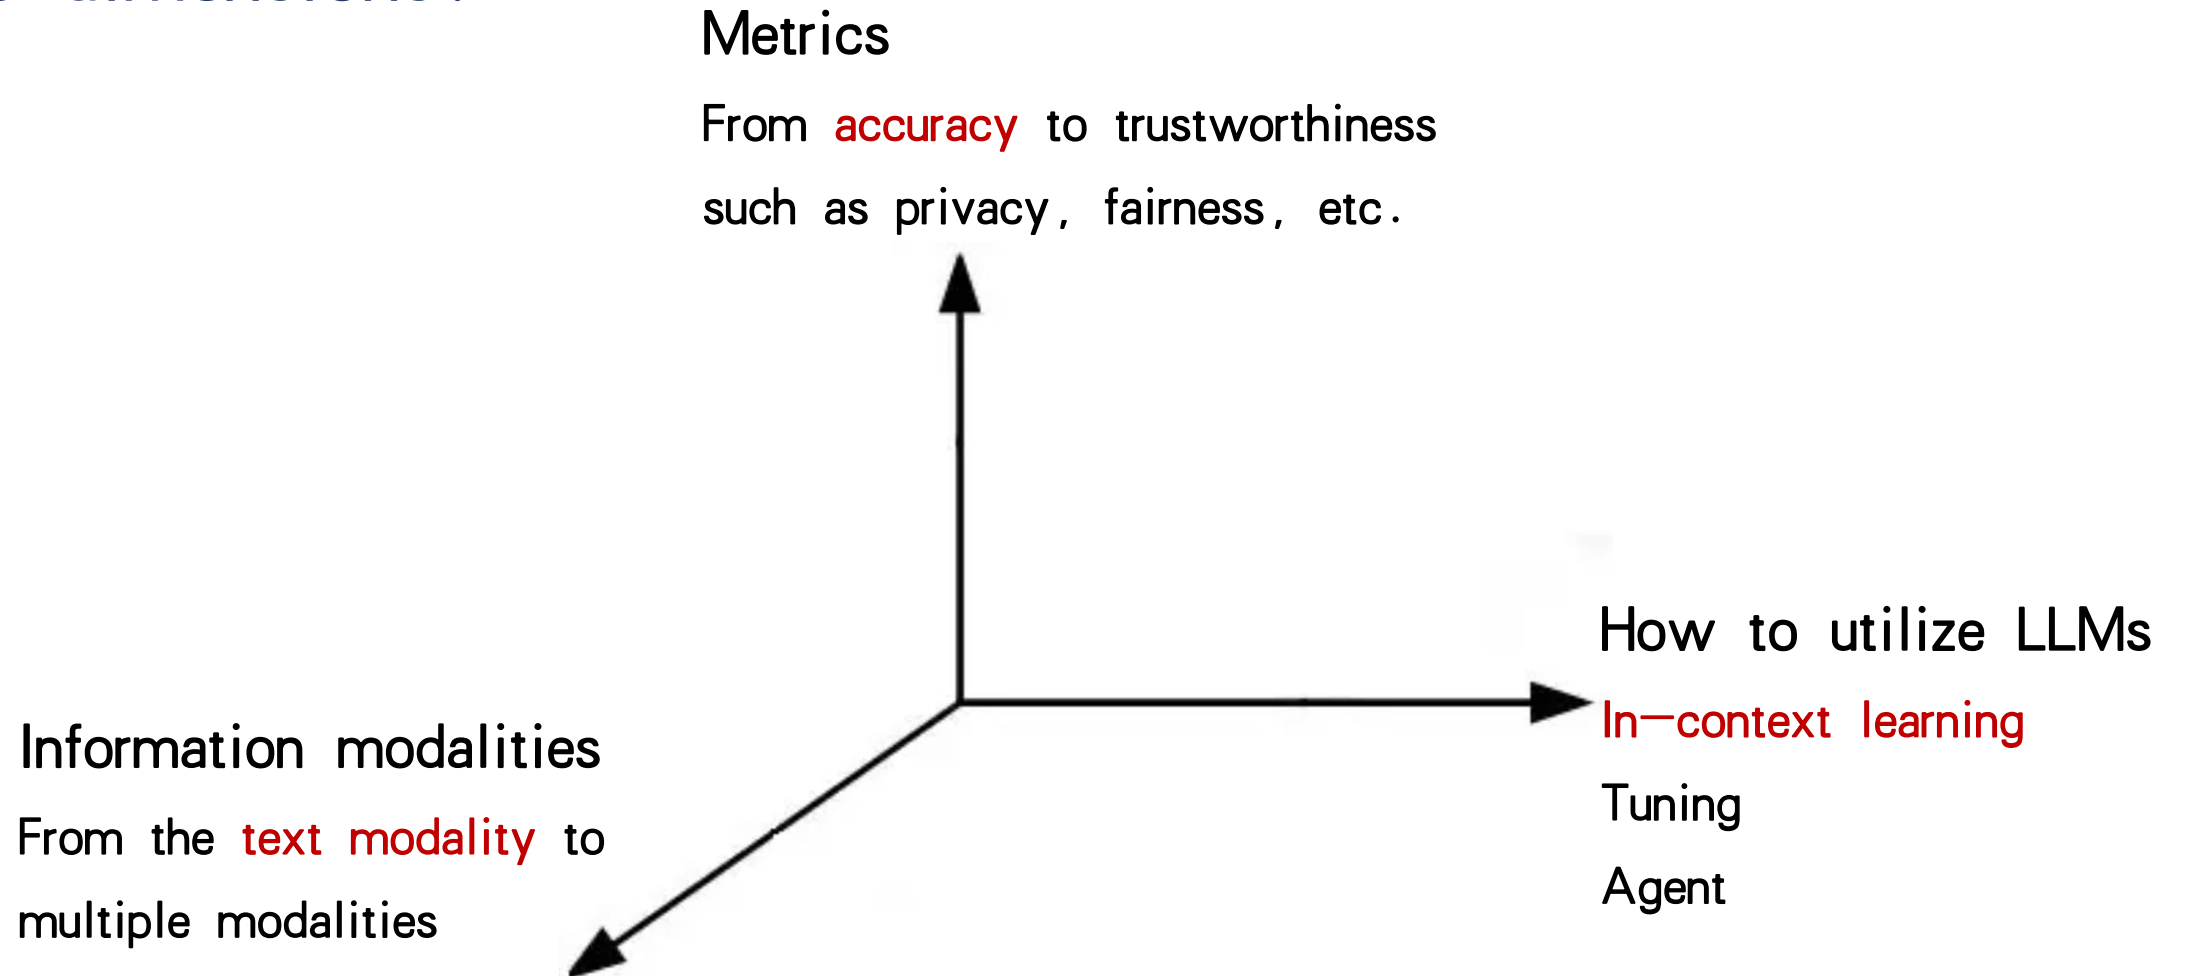 Metrics
From accuracy to trustworthiness
such as privacy, fairness, etc.
How to utilize LLMs
In-context learning
Tuning
Agent
Information modalities
From the text modality to
multiple modalities